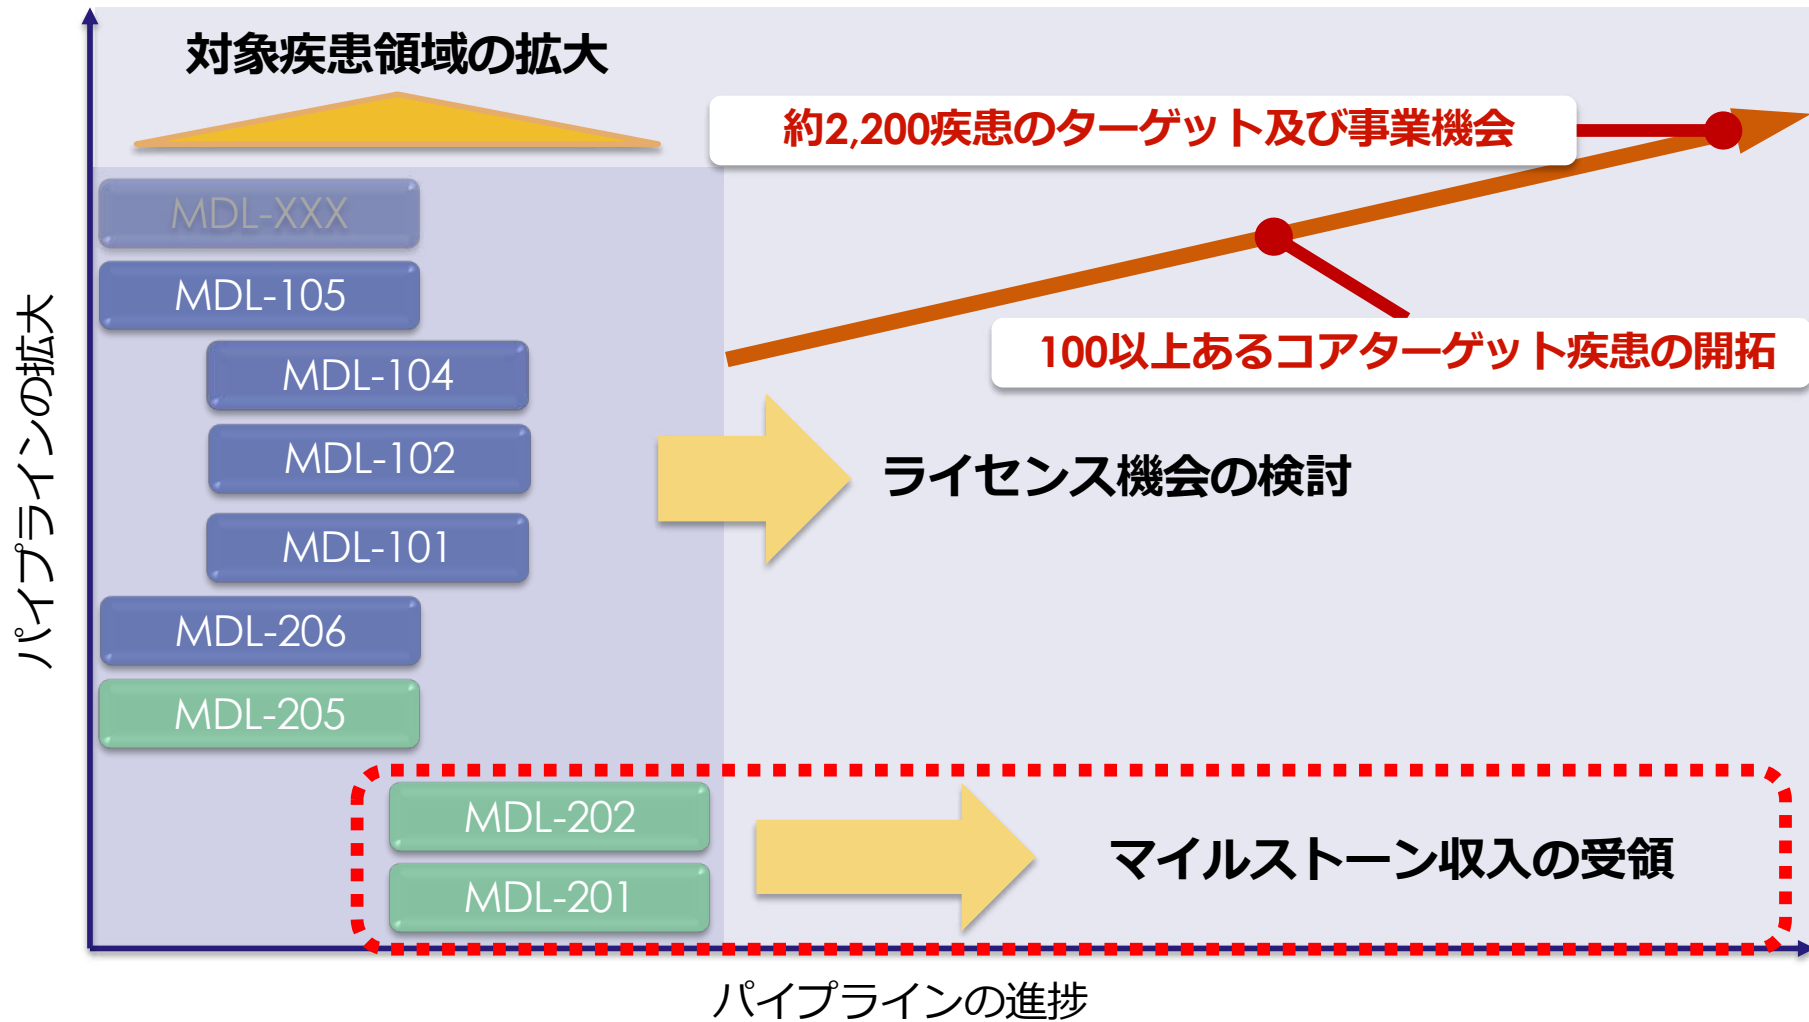 対象疾患領域の拡大
約2,200疾患のターゲット及び事業機会
MDL-XXX
MDL-105
100以上あるコアターゲット疾患の開拓
MDL-104
MDL-102
ライセンス機会の検討
MDL-101
MDL-206
MDL-205
MDL-202
マイルストーン収入の受領
MDL-201
パイプラインの拡大
パイプラインの進捗